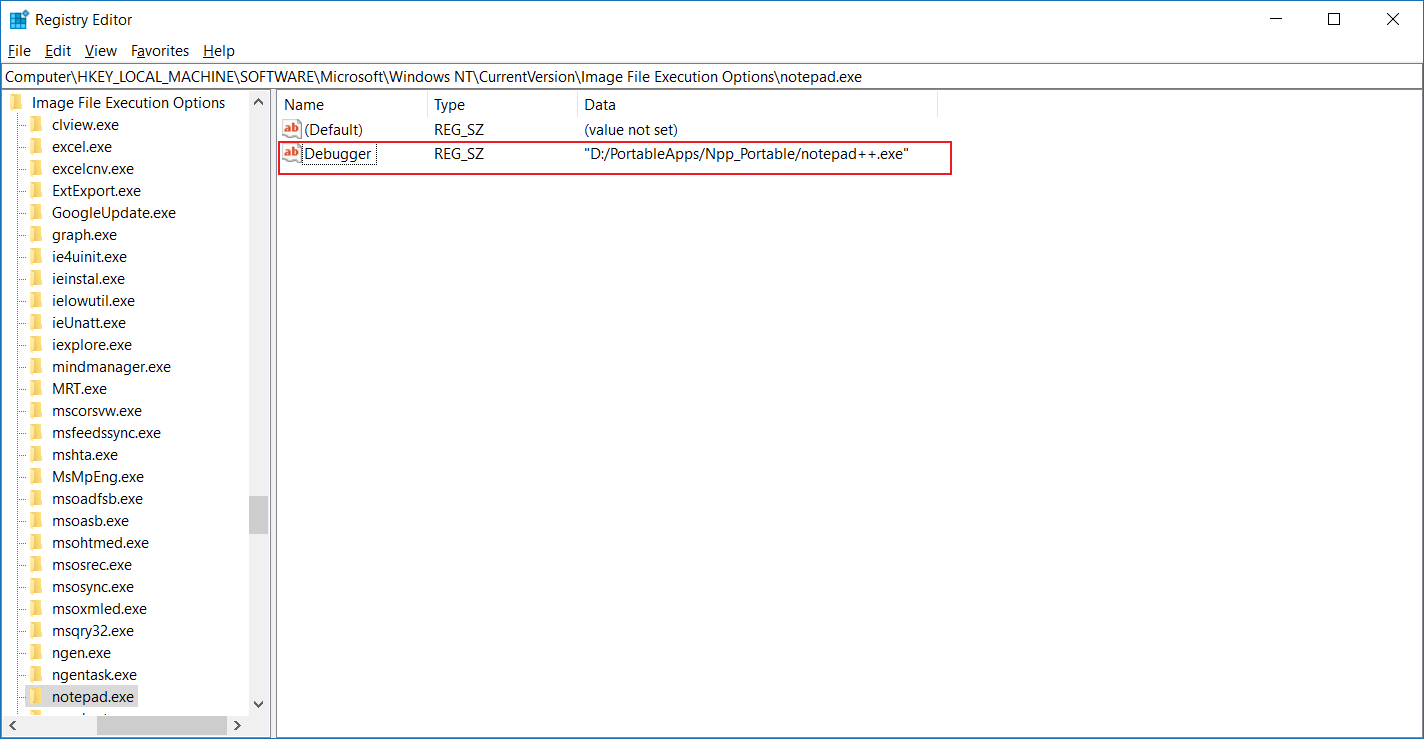 Registry Editor
File Edit View Favorites Help
Computer\HKEY_LOCAL_MACHINE\SOFTWARE\Microsoft\Windows NT\CurrentVersion\Image File Execution Options\notepad.exe
Image File Execution Options
clview.exe
excel.exe
excelcnv.exe
ExtExport.exe
GoogleUpdate.exe
graph.exe
ie4uinit.exe
ieinstal.exe
ielowutil.exe
ieUnatt.exe
iexplore.exe
mindmanager.exe
MRT.exe
mscorsvw.exe
msfeedssync.exe
mshta.exe
MsMpEng.exe
msoadfsb.exe
msoasb.exe
msohtmed.exe
msosrec.exe
msosync.exe
msoxmled.exe
msqry32.exe
ngen.exe
ngentask.exe
notepad.exe
Name Type Data
ab (Default) REG_SZ (value not set)
ab Debugger REG_SZ "D:/PortableApps/Npp_Portable/notepad++.exe"